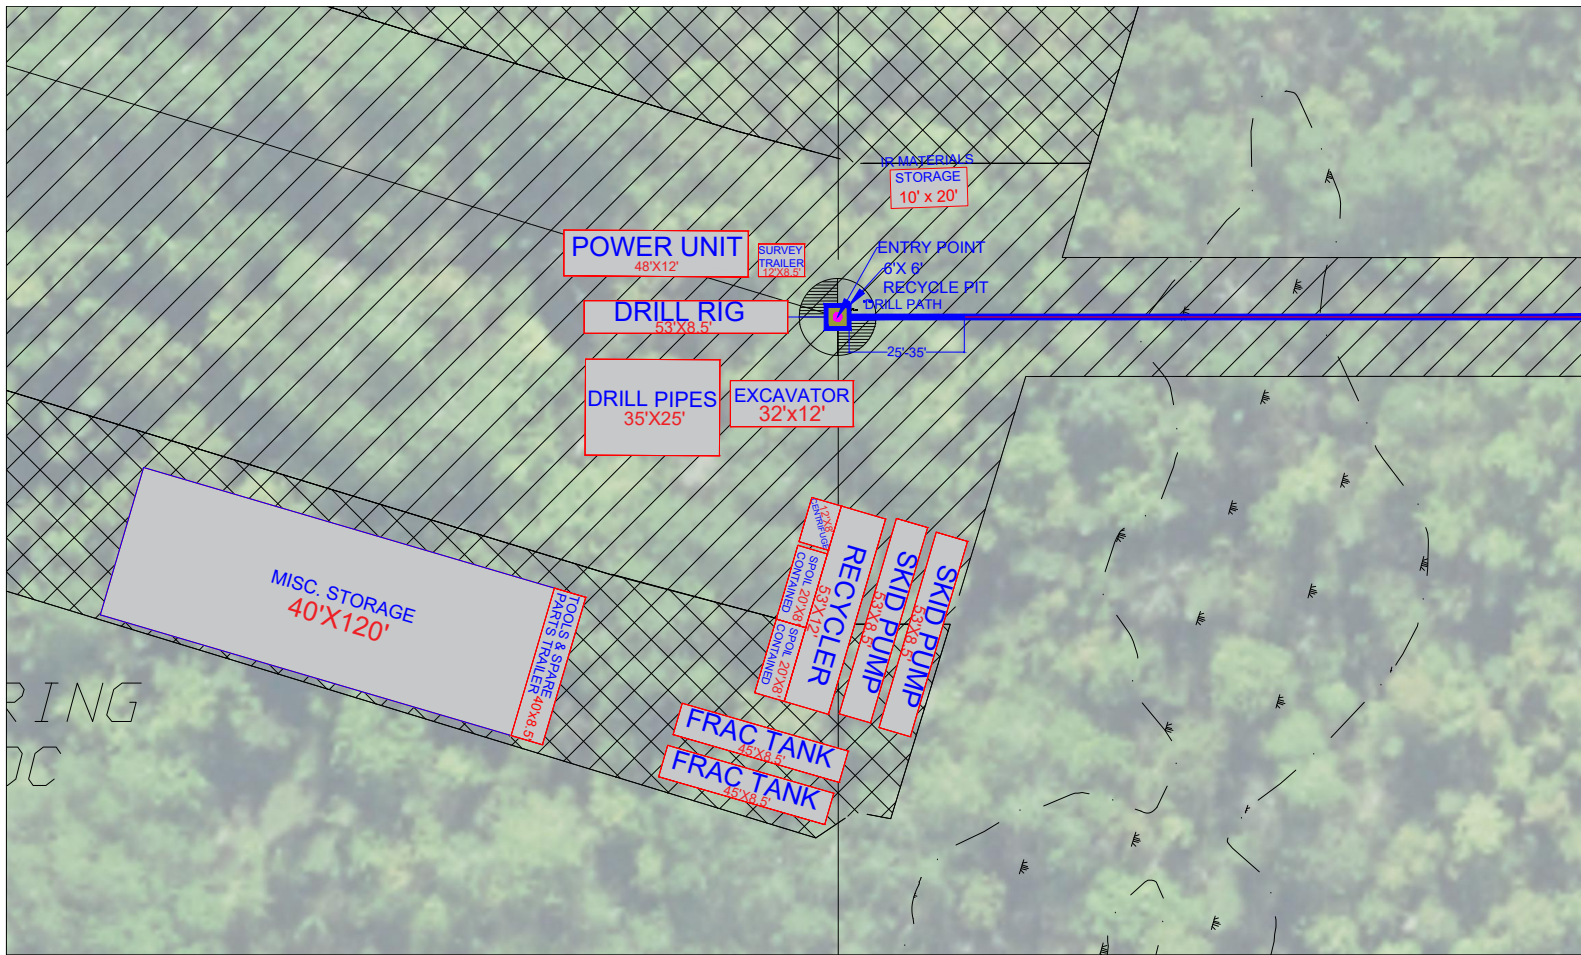 IR MATERIALS
STORAGE
10' x 20'
POWER UNIT
48'X12'
SURVEY
TRAILER
12'X8.5'
ENTRY POINT
6'X 6'
RECYCLE PIT
DRILL PATH
DRILL RIG
53'X8.5'
25'-35'
DRILL PIPES
35'X25'
EXCAVATOR
32'x12'
12'X8'
CENTRIFUGE
SPOIL 20'X8'
CONTAINED
SPOIL 20'X8'
CONTAINED
RECYCLER
53'X12'
SKID PUMP
53'X8.5'
SKID PUMP
53'X8.5'
MISC. STORAGE
40'X120'
TOOLS & SPARE
PARTS TRAILER
40'x8.5'
RING
OC
FRAC TANK
45'X8.5'
FRAC TANK
45'X8.5'